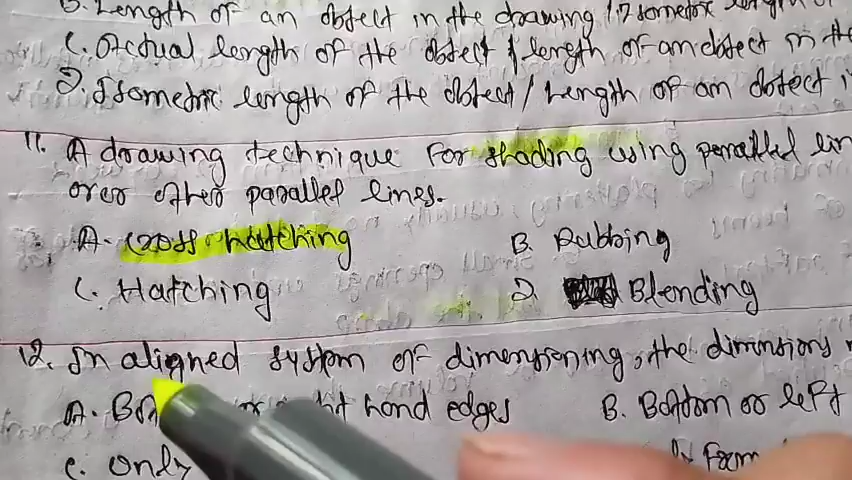 B. Length of an object in the drawing / Isometric length of
C. Actual length of the object / length of an object in the
D. Isometric length of the object / Length of an object i
11. A drawing technique for shading using parallel lin
over other parallel lines.
A. Cross hatching B. Rubbing
C. Hatching D. Blending
12. In aligned system of dimensioning, the dimensions
A. hand edges B. Bottom or left
C. Only